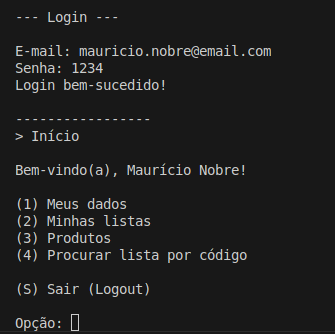 --- Login ---
E-mail: mauricio.nobre@email.com
Senha: 1234
Login bem-sucedido!
-----------------
> Início
Bem-vindo(a), Maurício Nobre!
(1) Meus dados
(2) Minhas listas
(3) Produtos
(4) Procurar lista por código
(S) Sair (Logout)
Opção: